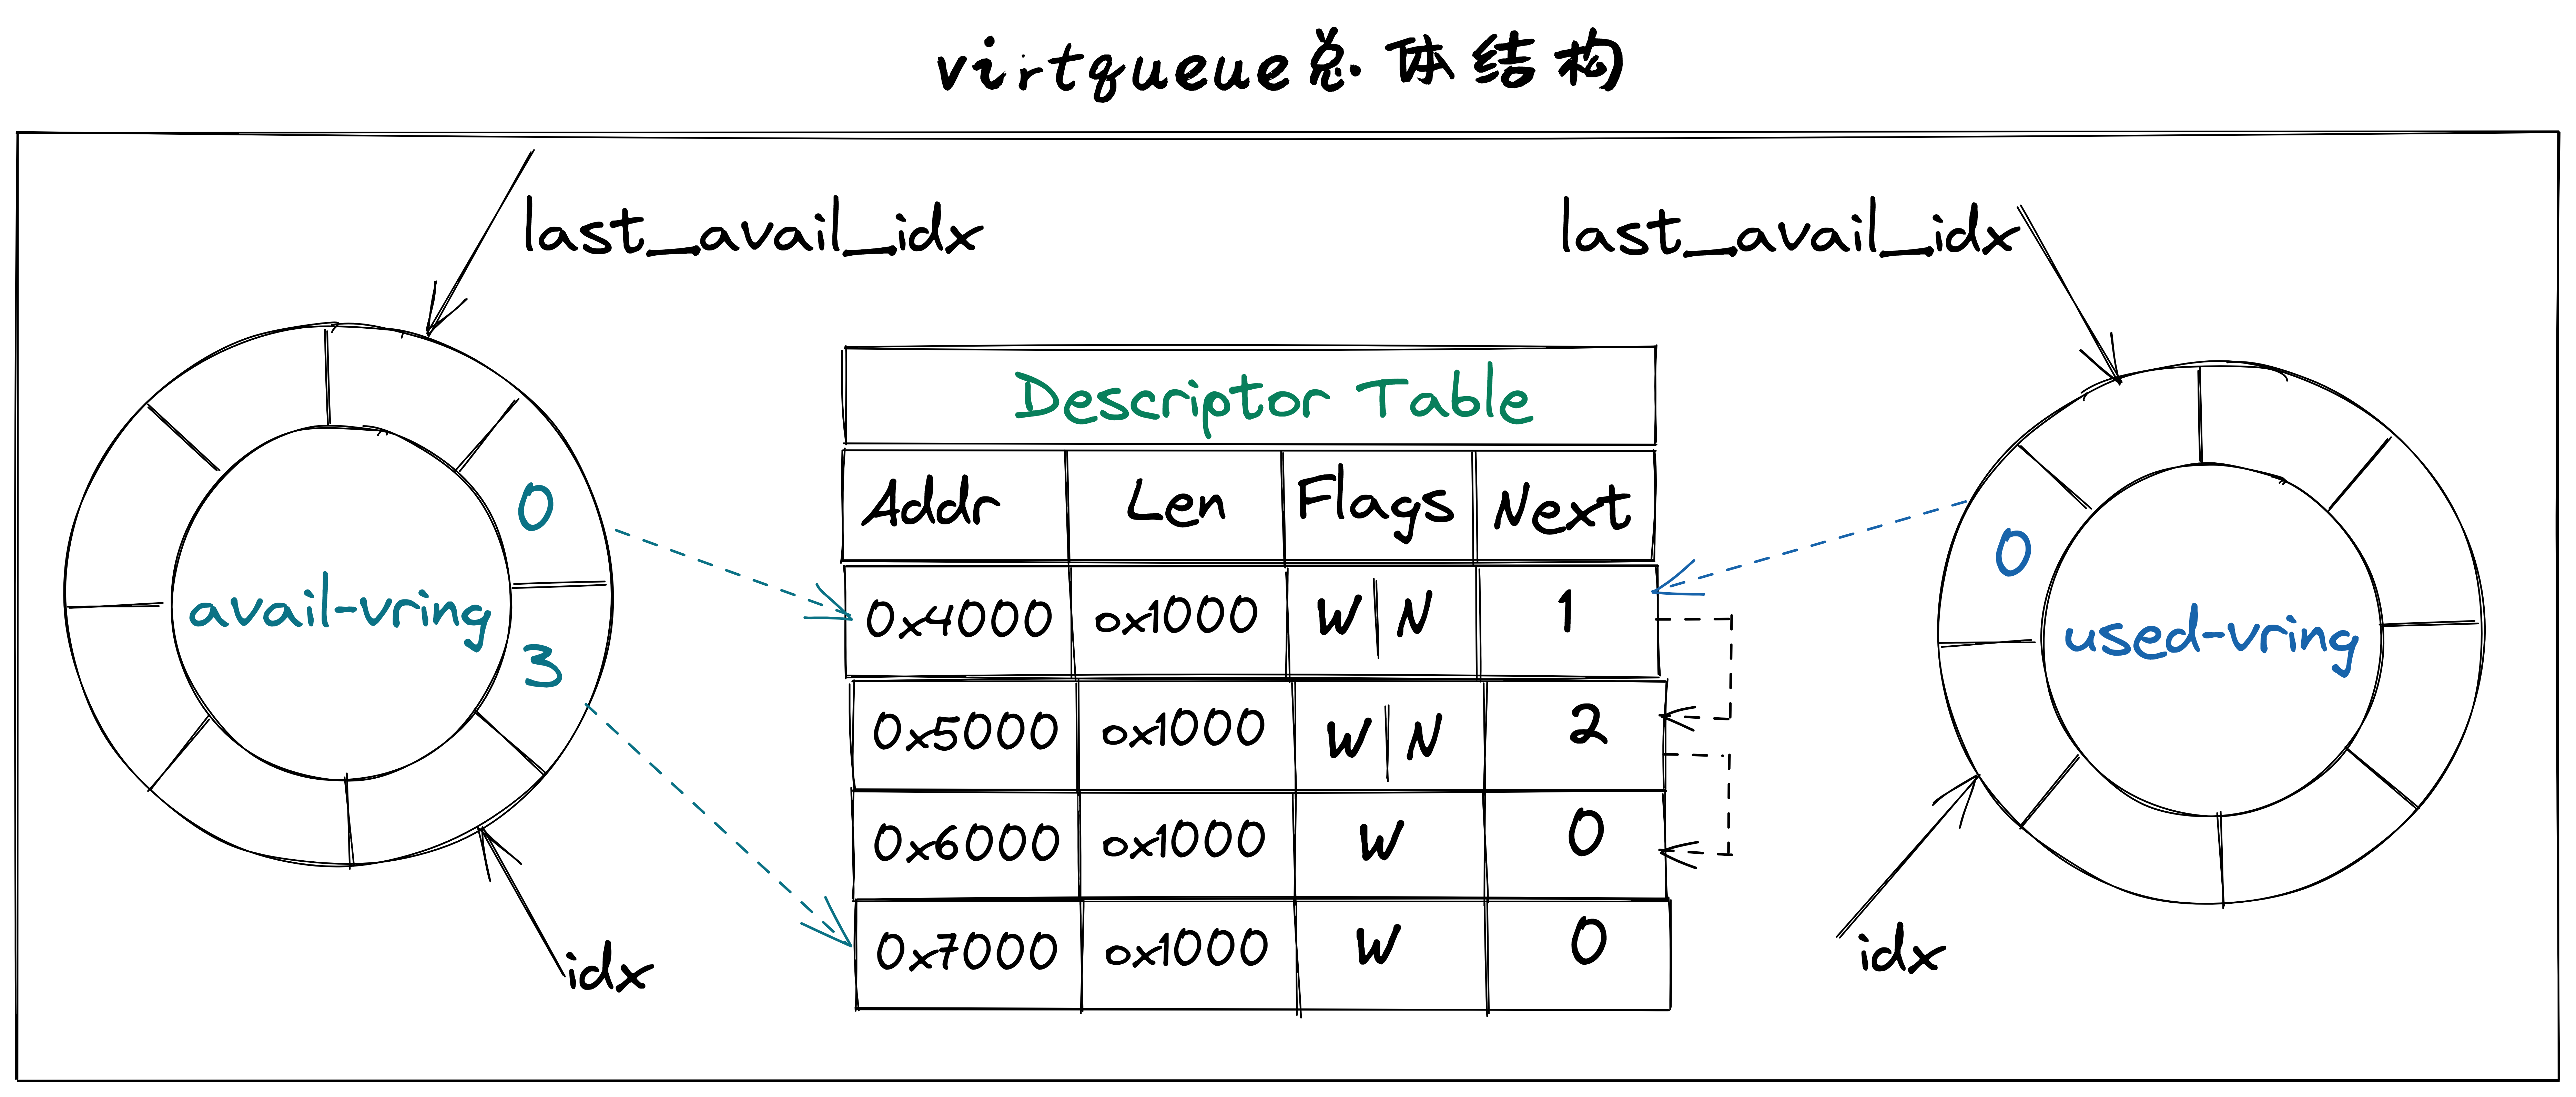 virtqueue总体结构
last_avail_idx
last_avail_idx
0
3
avail-vring
idx
Descriptor Table
Addr Len Flags Next
0x4000 0x1000 W|N 1
0x5000 0x1000 W|N 2
0x6000 0x1000 W 0
0x7000 0x1000 W 0
0
used-vring
idx